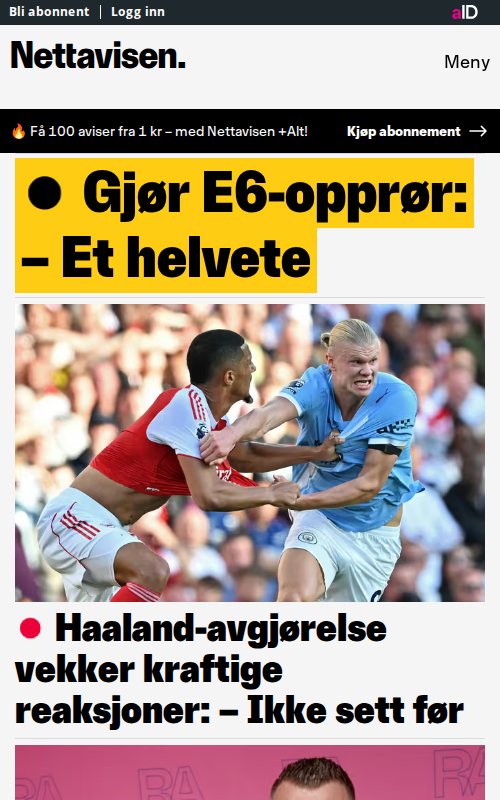 Bli abonnent | Logg inn
aID
Nettavisen.
Meny
🔥 Få 100 aviser fra 1 kr – med Nettavisen +Alt!
Kjøp abonnement →
Gjør E6-opprør:
– Et helvete
Haaland-avgjørelse
vekker kraftige
reaksjoner: – Ikke sett før